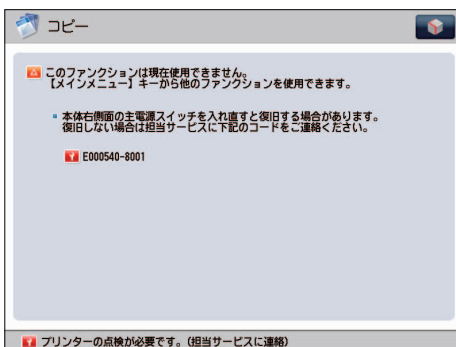 コピー
このファンクションは現在使用できません。
【メインメニュー】キーから他のファンクションを使用できます。
本体右側面の主電源スイッチを入れ直すと復旧する場合があります。
復旧しない場合は担当サービスに下記のコードをご連絡ください。
E000540-8001
プリンターの点検が必要です。(担当サービスに連絡)